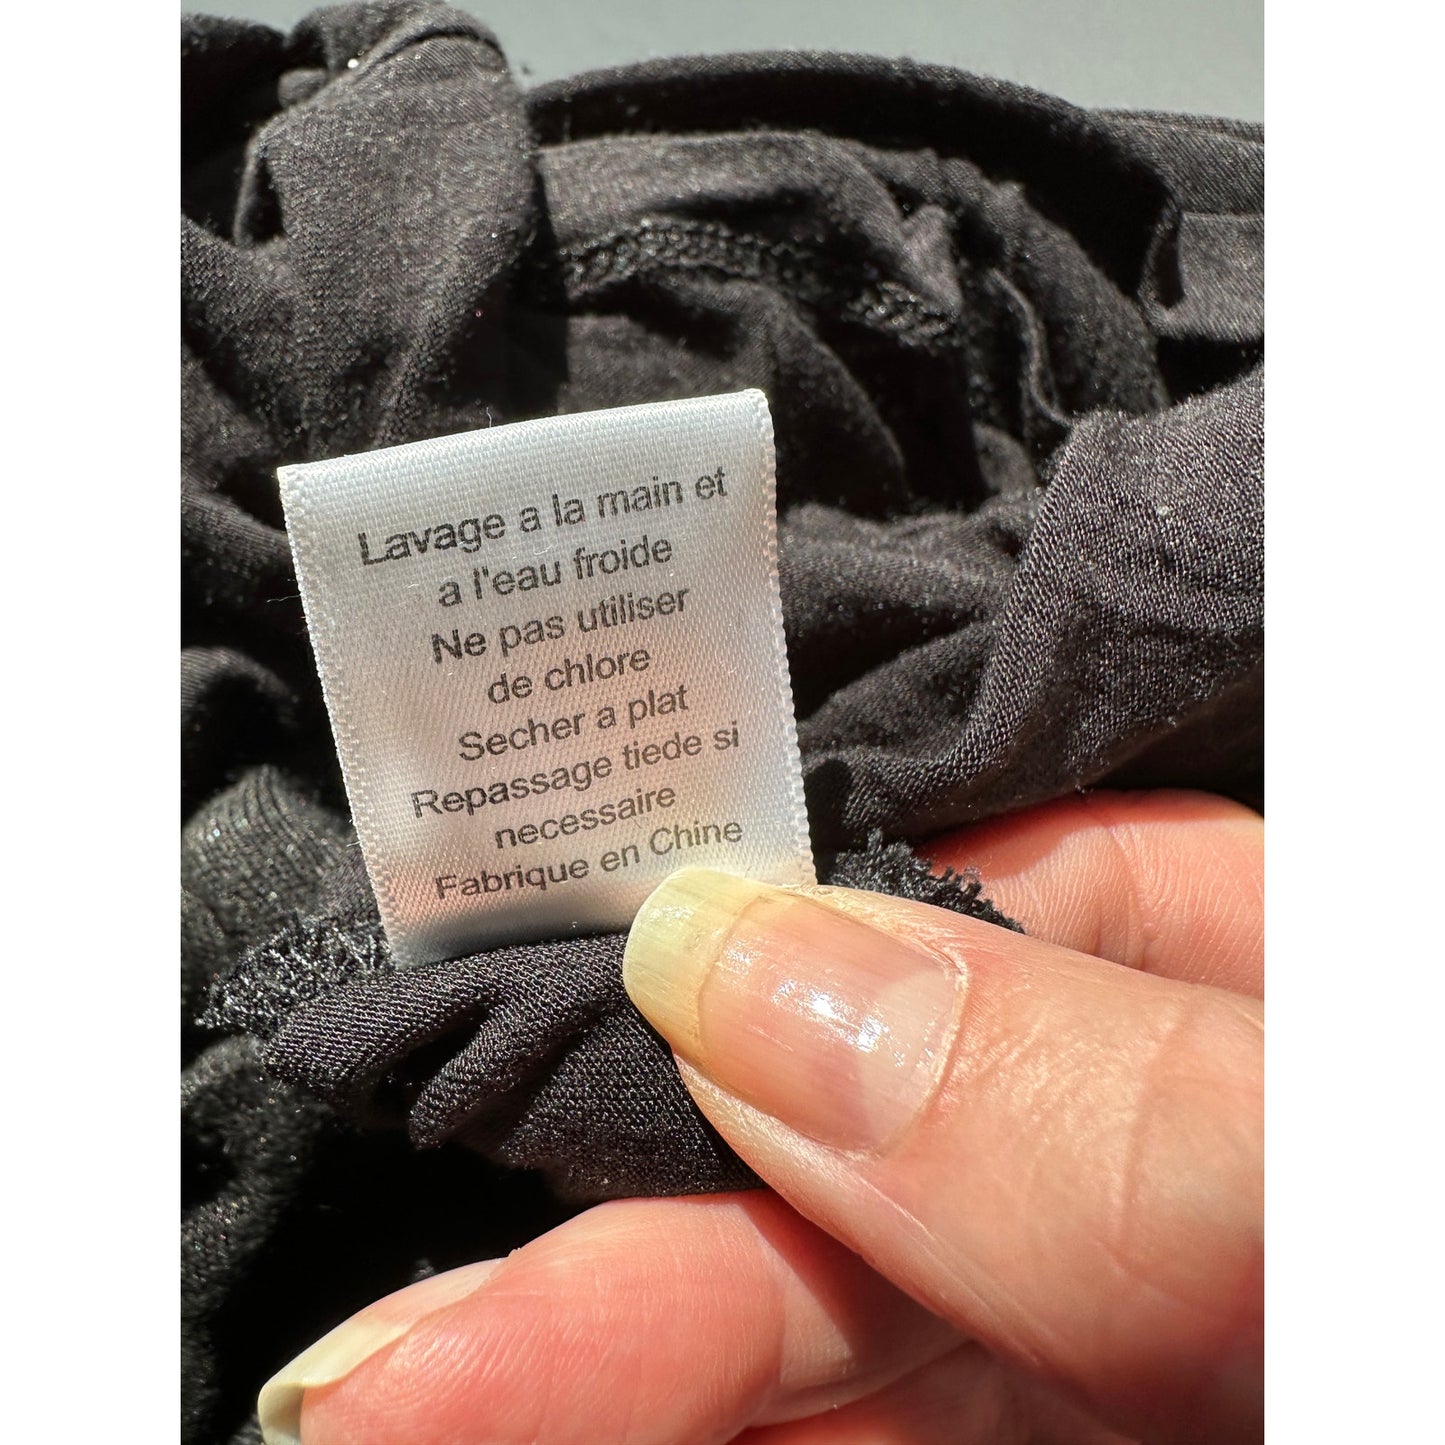 Lavage a la main et
a l'eau froide
Ne pas utiliser
de chlore
Secher a plat
Repassage tiede si
necessaire
Fabrique en Chine